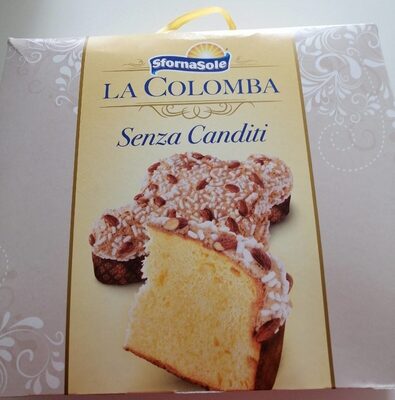 SfornaSole
LA COLOMBA
Senza Canditi